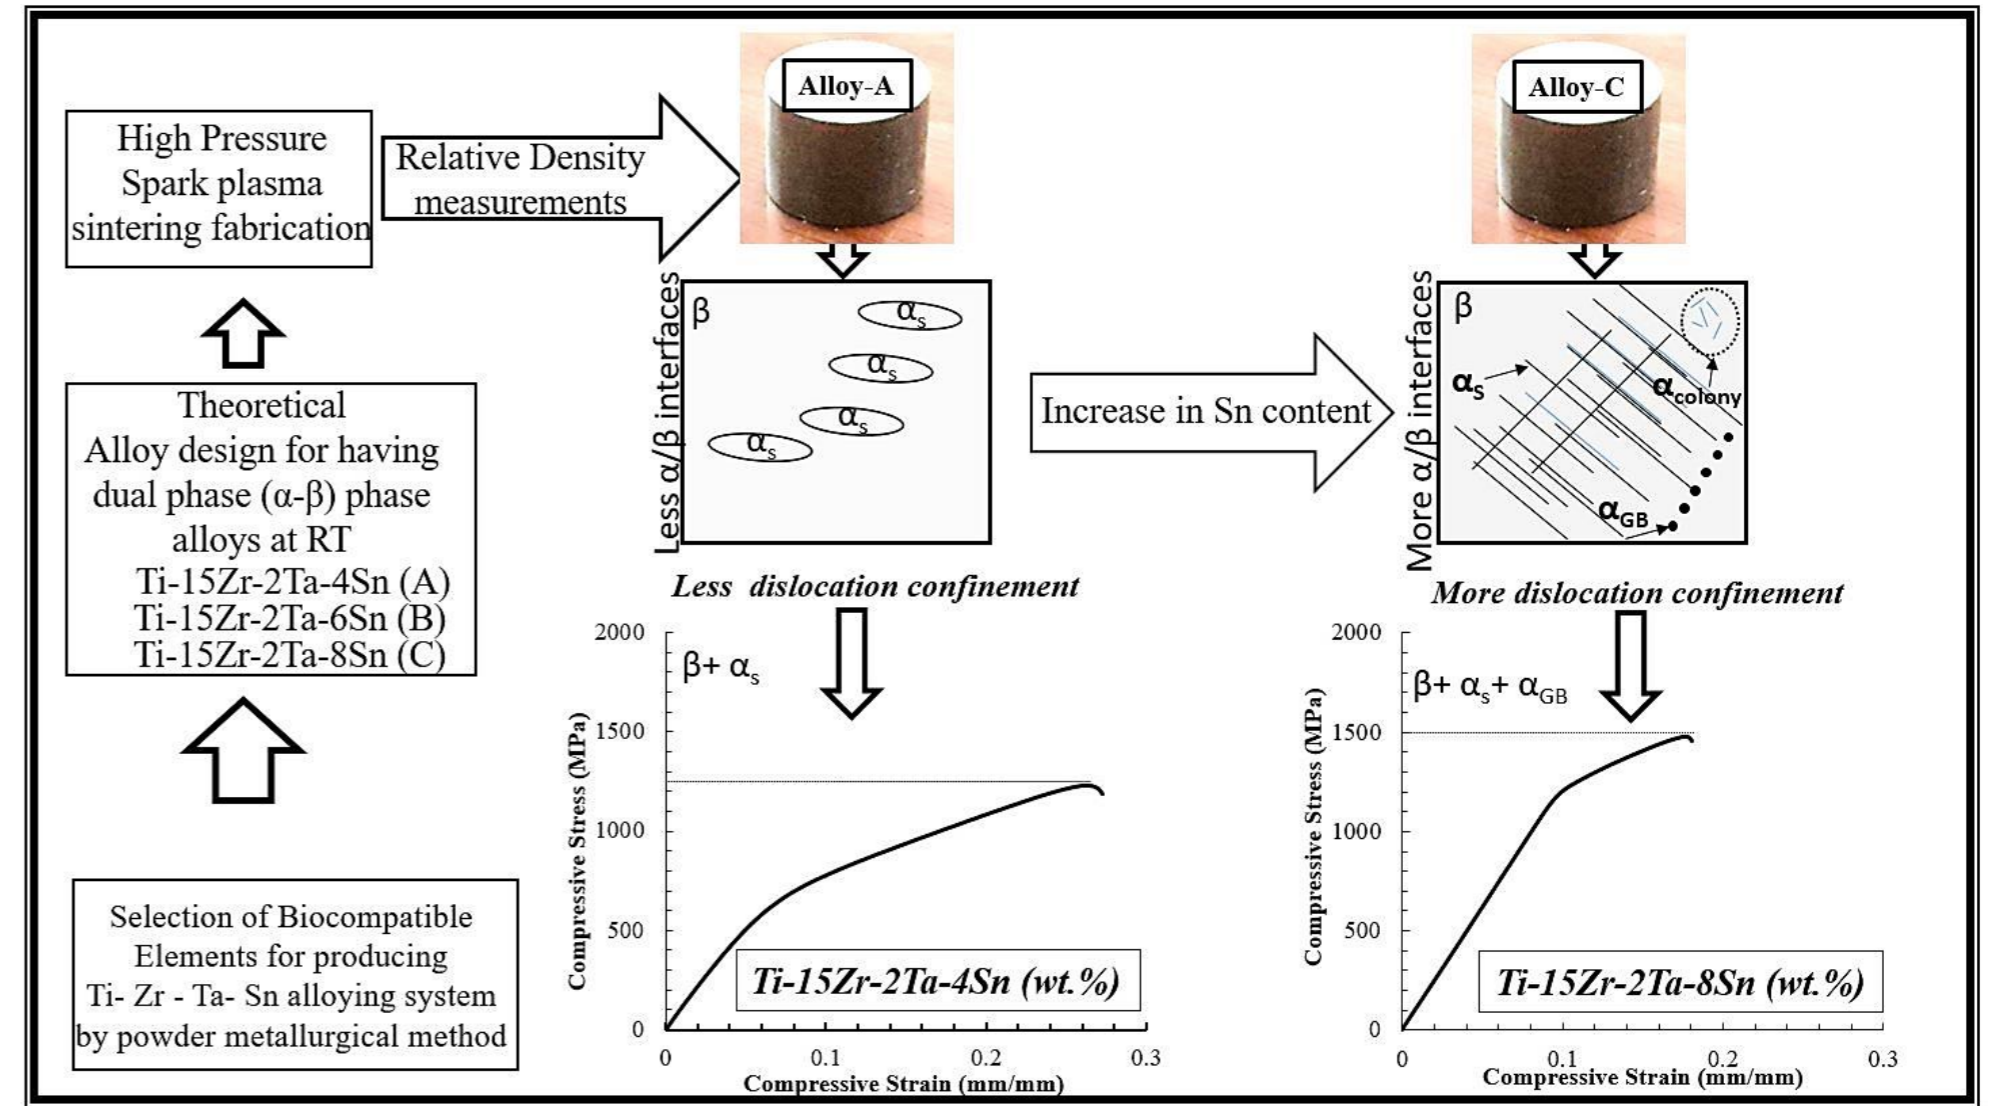 High Pressure
Spark plasma
sintering fabrication
Relative Density
measurements
Alloy-A
Alloy-C
Theoretical
Alloy design for having
dual phase (α-β) phase
alloys at RT
Ti-15Zr-2Ta-4Sn (A)
Ti-15Zr-2Ta-6Sn (B)
Ti-15Zr-2Ta-8Sn (C)
Selection of Biocompatible
Elements for producing
Ti- Zr - Ta- Sn alloying system
by powder metallurgical method
Less α/β interfaces
β
αs
αs
αs
αs
Less dislocation confinement
Increase in Sn content
More α/β interfaces
β
αs
αcolony
αGB
More dislocation confinement
2000
1500
1000
500
0
Compressive Stress (MPa)
β+ αs
Ti-15Zr-2Ta-4Sn (wt.%)
0 0.1 0.2 0.3
Compressive Strain (mm/mm)
2000
1500
1000
500
0
Compressive Stress (MPa)
β+ αs+ αGB
Ti-15Zr-2Ta-8Sn (wt.%)
0 0.1 0.2 0.3
Compressive Strain (mm/mm)